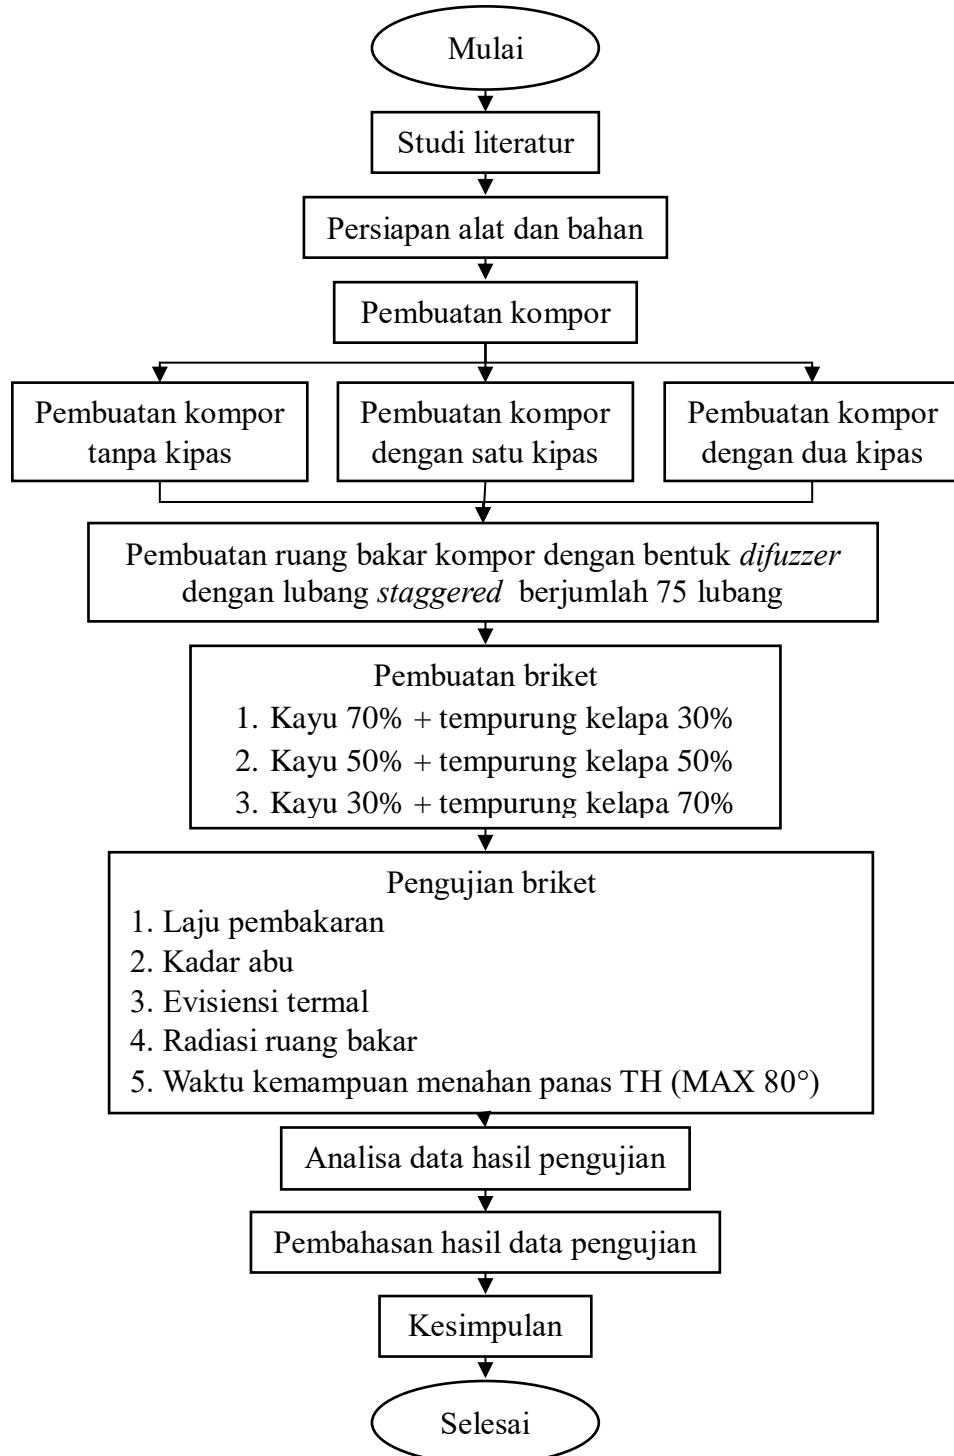 Mulai
Studi literatur
Persiapan alat dan bahan
Pembuatan kompor
Pembuatan kompor
tanpa kipas
Pembuatan kompor
dengan satu kipas
Pembuatan kompor
dengan dua kipas
Pembuatan ruang bakar kompor dengan bentuk difuzzer
dengan lubang staggered berjumlah 75 lubang
Pembuatan briket
1. Kayu 70% + tempurung kelapa 30%
2. Kayu 50% + tempurung kelapa 50%
3. Kayu 30% + tempurung kelapa 70%
Pengujian briket
1. Laju pembakaran
2. Kadar abu
3. Evisiensi termal
4. Radiasi ruang bakar
5. Waktu kemampuan menahan panas TH (MAX 80°)
Analisa data hasil pengujian
Pembahasan hasil data pengujian
Kesimpulan
Selesai